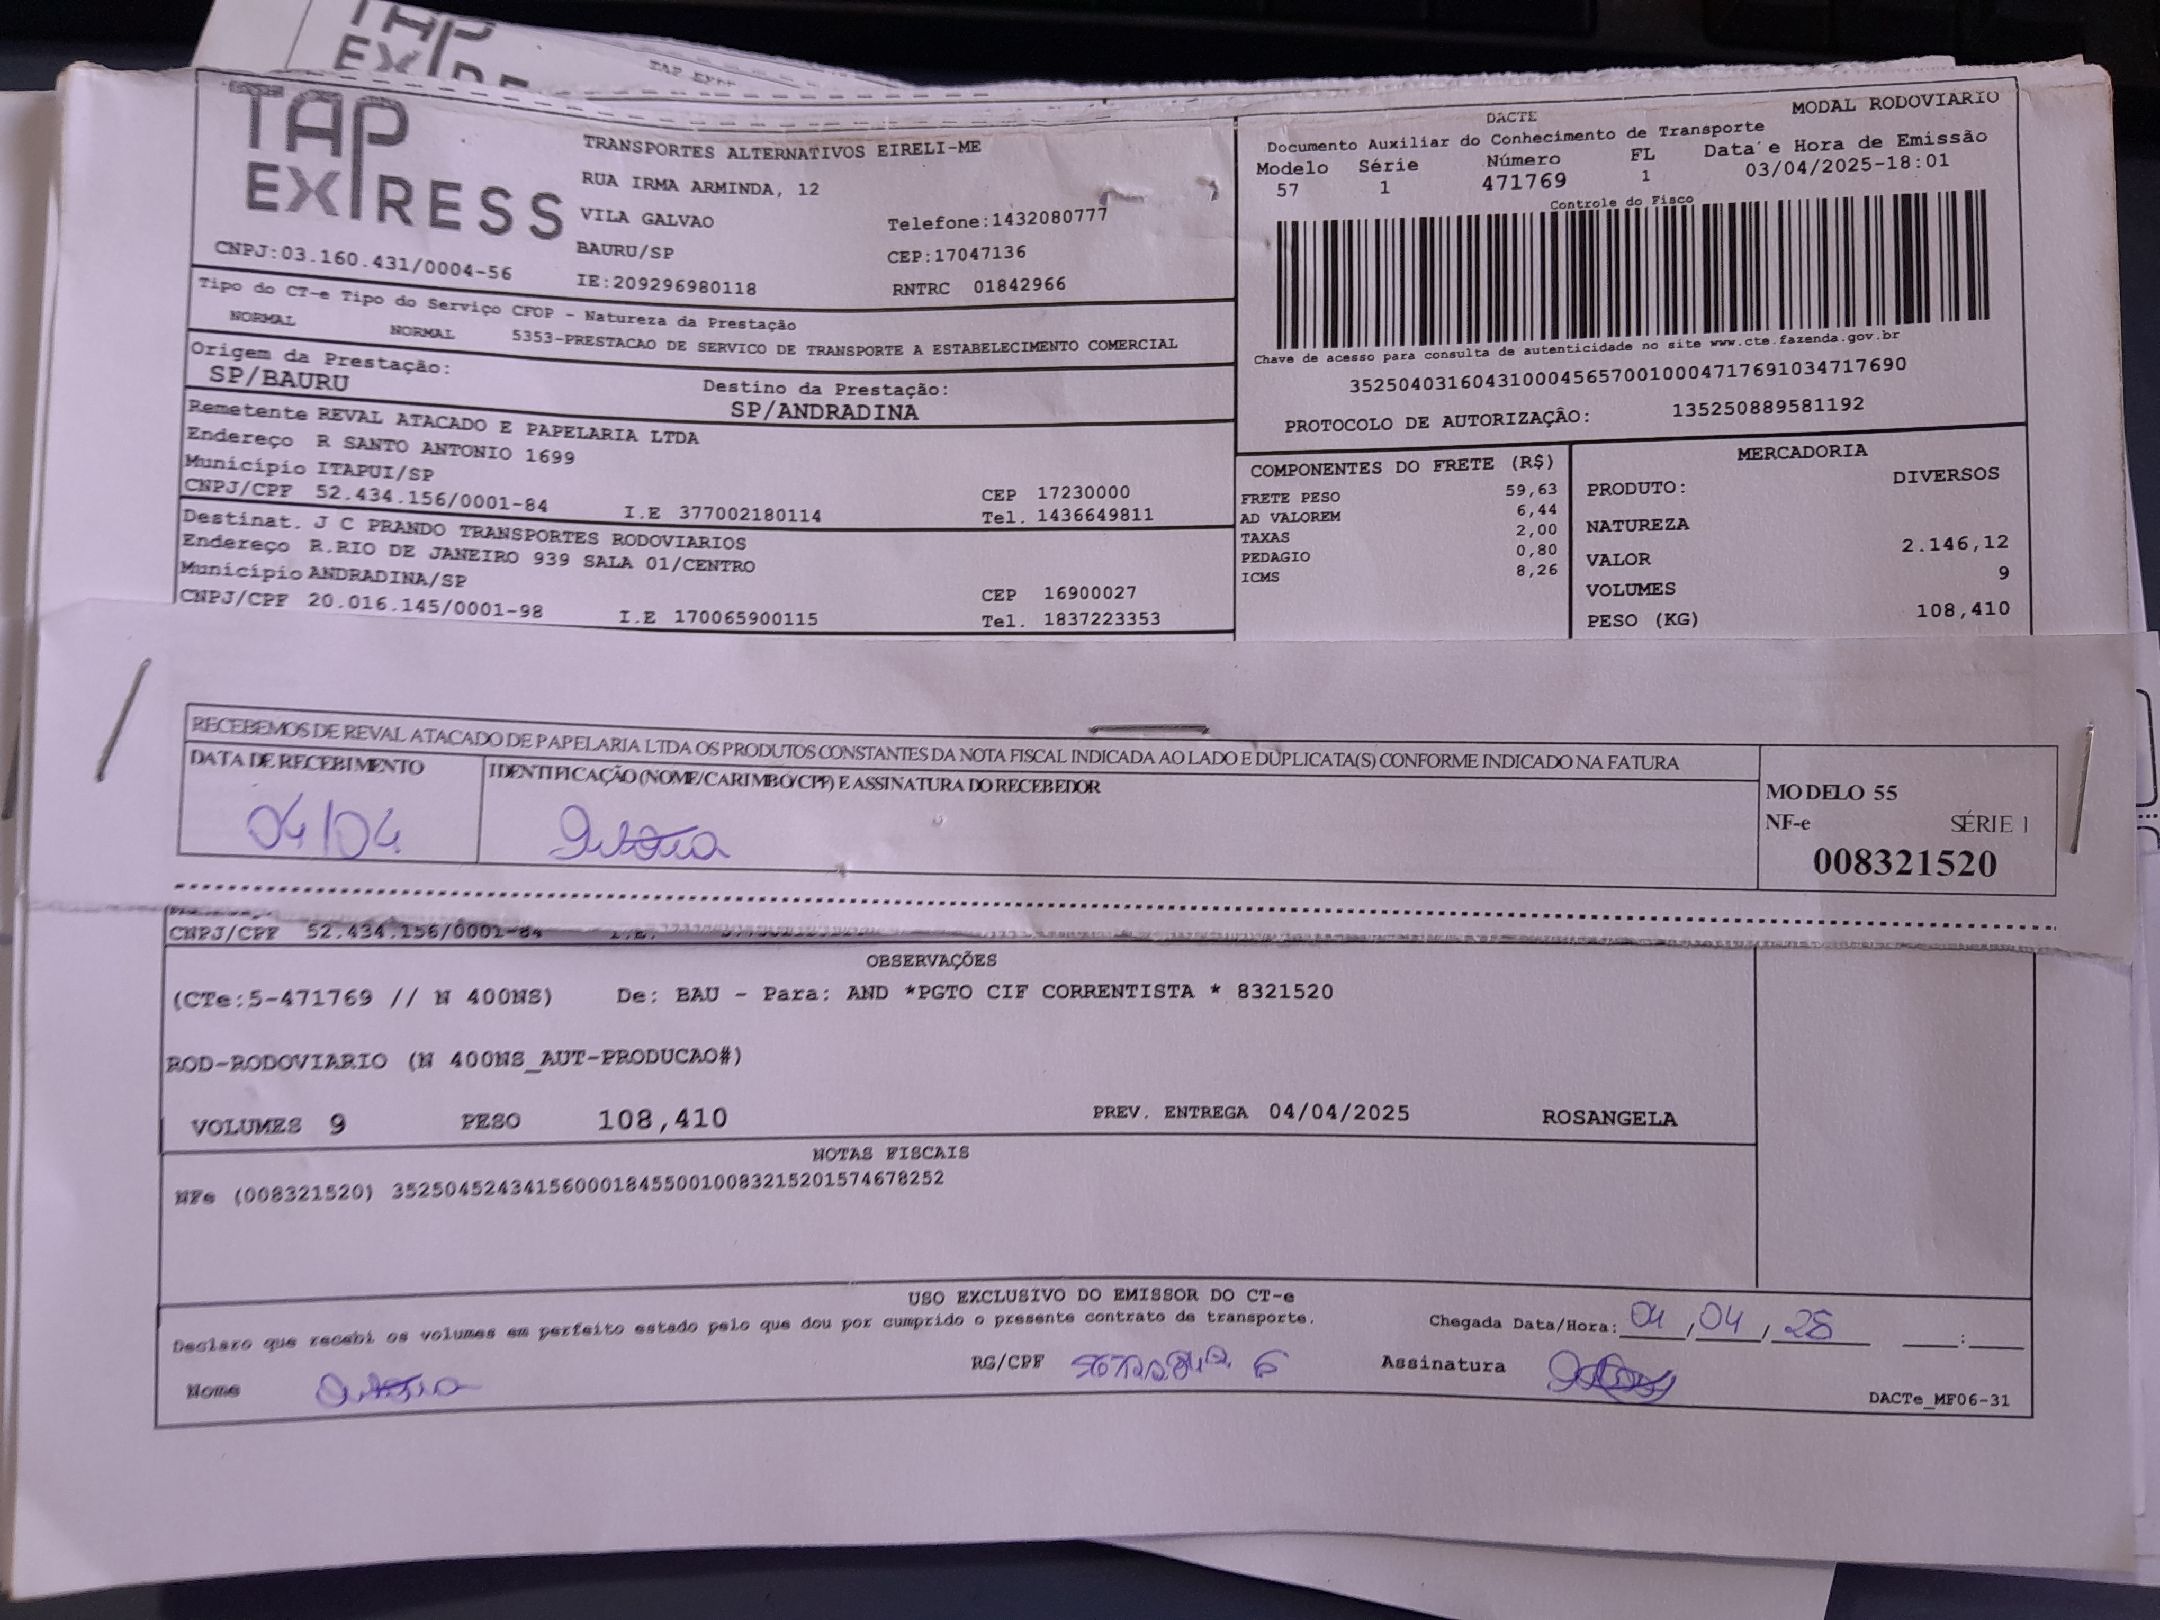 TAP
EXPRESS
CNPJ:03.160.431/0004-56
TRANSPORTES ALTERNATIVOS EIRELI-ME
RUA IRMA ARMINDA, 12
VILA GALVAO
Telefone:1432080777
BAURU/SP
CEP:17047136
IE:209296980118
RNTRC 01842966
DACTE
MODAL RODOVIARIO
Documento Auxiliar do Conhecimento de Transporte
Modelo Série Número FL Data e Hora de Emissão
57 1 471769 1 03/04/2025-18:01
Controle do Fisco
Chave de acesso para consulta de autenticidade no site www.cte.fazenda.gov.br
35250403160431000456570010004717691034717690
PROTOCOLO DE AUTORIZAÇÂO: 135250889581192
Tipo do CT-e Tipo do Serviço CFOP - Natureza da Prestação
NORMAL NORMAL 5353-PRESTACAO DE SERVICO DE TRANSPORTE A ESTABELECIMENTO COMERCIAL
Origem da Prestação: Destino da Prestação:
SP/BAURU SP/ANDRADINA
Remetente REVAL ATACADO E PAPELARIA LTDA
Endereço R SANTO ANTONIO 1699
Município ITAPUI/SP CEP 17230000
CNPJ/CPF 52.434.156/0001-84 I.E 377002180114 Tel. 1436649811
Destinat. J C PRANDO TRANSPORTES RODOVIARIOS
Endereço R.RIO DE JANEIRO 939 SALA 01/CENTRO
Município ANDRADINA/SP CEP 16900027
CNPJ/CPF 20.016.145/0001-98 I.E 170065900115 Tel. 1837223353
COMPONENTES DO FRETE (R$)
FRETE PESO 59,63
AD VALOREM 6,44
TAXAS 2,00
PEDAGIO 0,80
ICMS 8,26
MERCADORIA
PRODUTO: DIVERSOS
NATUREZA
VALOR 2.146,12
VOLUMES 9
PESO (KG) 108,410
RECEBEMOS DE REVAL ATACADO DE PAPELARIA LTDA OS PRODUTOS CONSTANTES DA NOTA FISCAL INDICADA AO LADO E DUPLICATA(S) CONFORME INDICADO NA FATURA
DATA DE RECEBIMENTO IDENTIFICAÇÃO (NOME/CARIMBO/CPF) E ASSINATURA DO RECEBEDOR
04/04
MODELO 55
NF-e SÉRIE 1
008321520
CNPJ/CPF 52.434.156/0001-84
OBSERVAÇÕES
(CTe:5-471769 // N 400NS) De: BAU - Para: AND *PGTO CIF CORRENTISTA * 8321520
ROD-RODOVIARIO (N 400NS_AUT-PRODUCAO#)
VOLUMES 9 PESO 108,410 PREV. ENTREGA 04/04/2025 ROSANGELA
NOTAS FISCAIS
NFe (008321520) 35250452434156000184550010083215201574678252
USO EXCLUSIVO DO EMISSOR DO CT-e
Declaro que recebi os volumes em perfeito estado pelo que dou por cumprido o presente contrato de transporte.
Chegada Data/Hora: 04 / 04 / 25 :
Nome RG/CPF Assinatura
DACTe_MF06-31